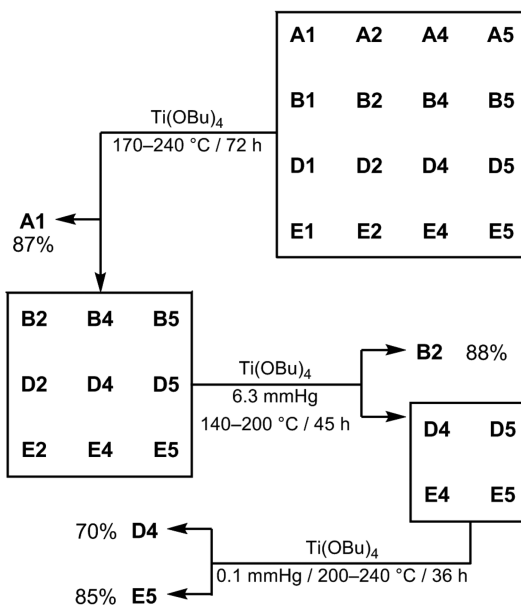 A1 A2 A4 A5
B1 B2 B4 B5
D1 D2 D4 D5
E1 E2 E4 E5
Ti(OBu)₄
170–240 °C / 72 h
A1
87%
B2 B4 B5
D2 D4 D5
E2 E4 E5
Ti(OBu)₄
6.3 mmHg
140–200 °C / 45 h
B2 88%
D4 D5
E4 E5
Ti(OBu)₄
0.1 mmHg / 200–240 °C / 36 h
70% D4
85% E5